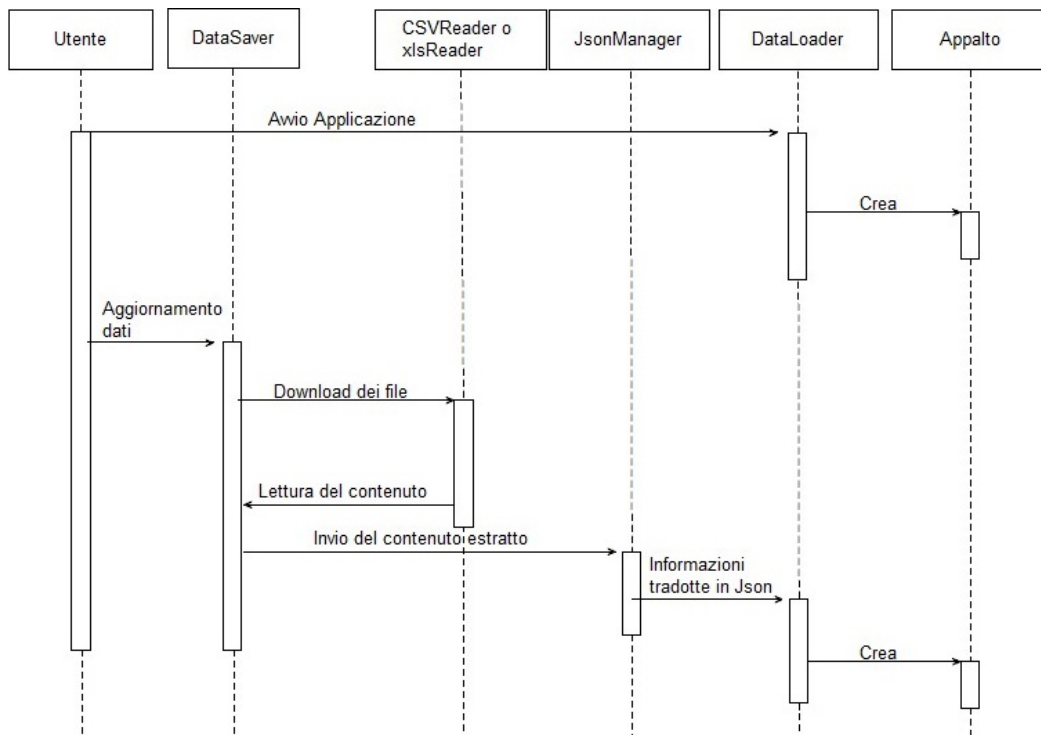 Utente
DataSaver
CSVReader o
xlsReader
JsonManager
DataLoader
Appalto
Avvio Applicazione
Crea
Aggiornamento
dati
Download dei file
Lettura del contenuto
Invio del contenuto estratto
Informazioni
tradotte in Json
Crea